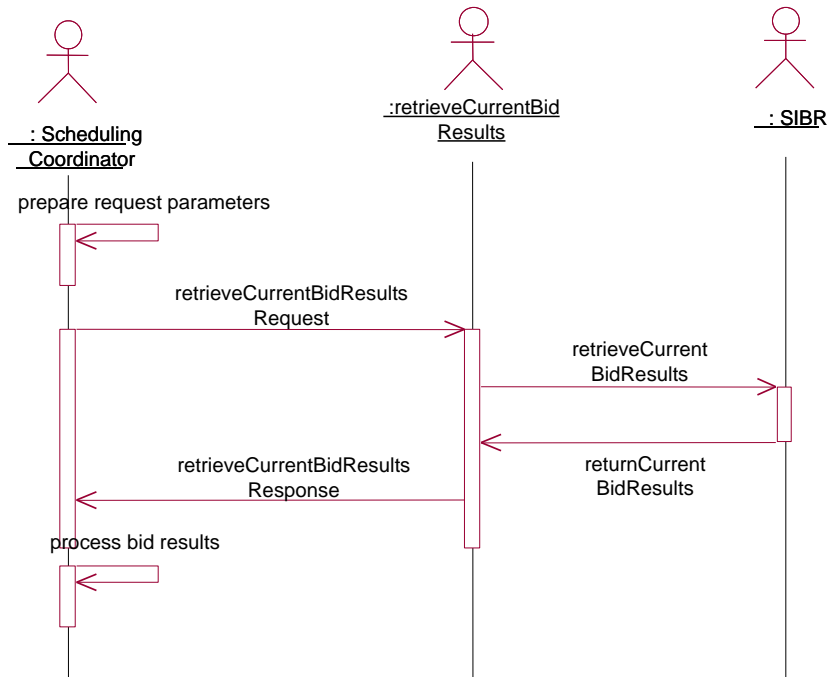 : Scheduling
Coordinator
:retrieveCurrentBid
Results
: SIBR
prepare request parameters
retrieveCurrentBidResults
Request
retrieveCurrent
BidResults
returnCurrent
BidResults
retrieveCurrentBidResults
Response
process bid results